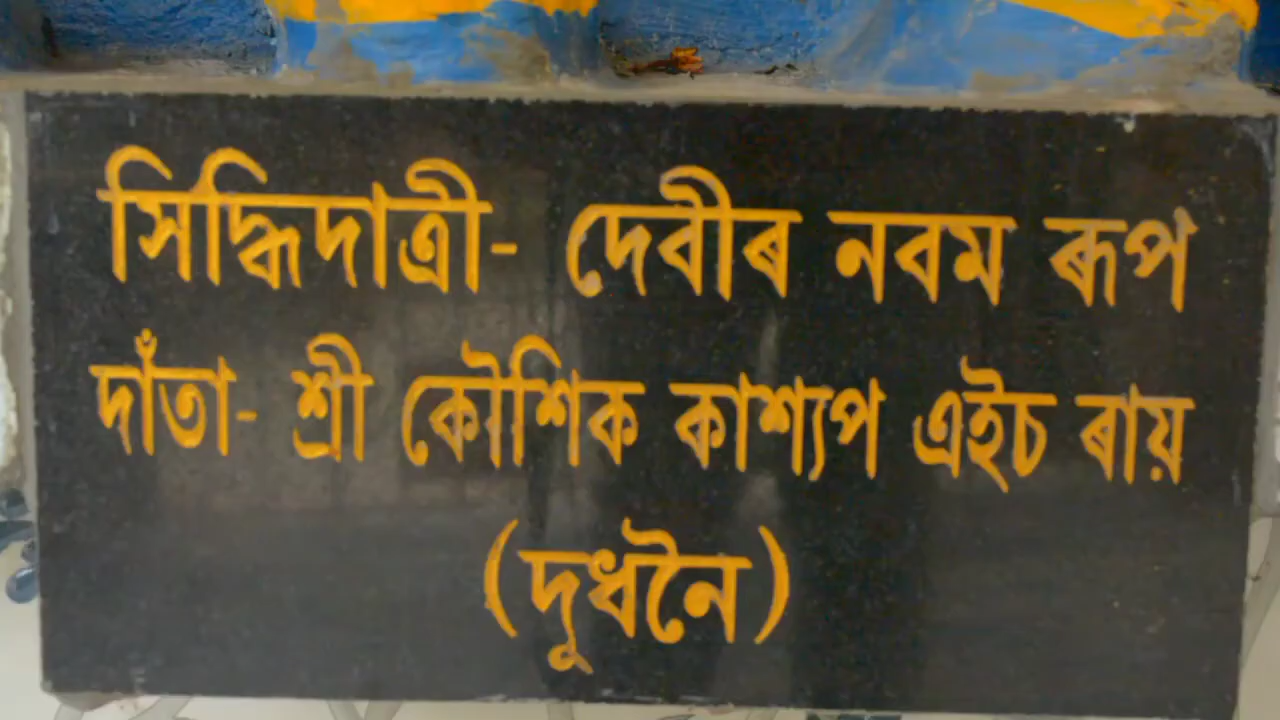 সিদ্ধিদাত্ৰী- দেবীৰ নবম ৰূপ
দাঁতা- শ্ৰী কৌশিক কাশ্যপ এইচ ৰায়
(দূধনৈ)